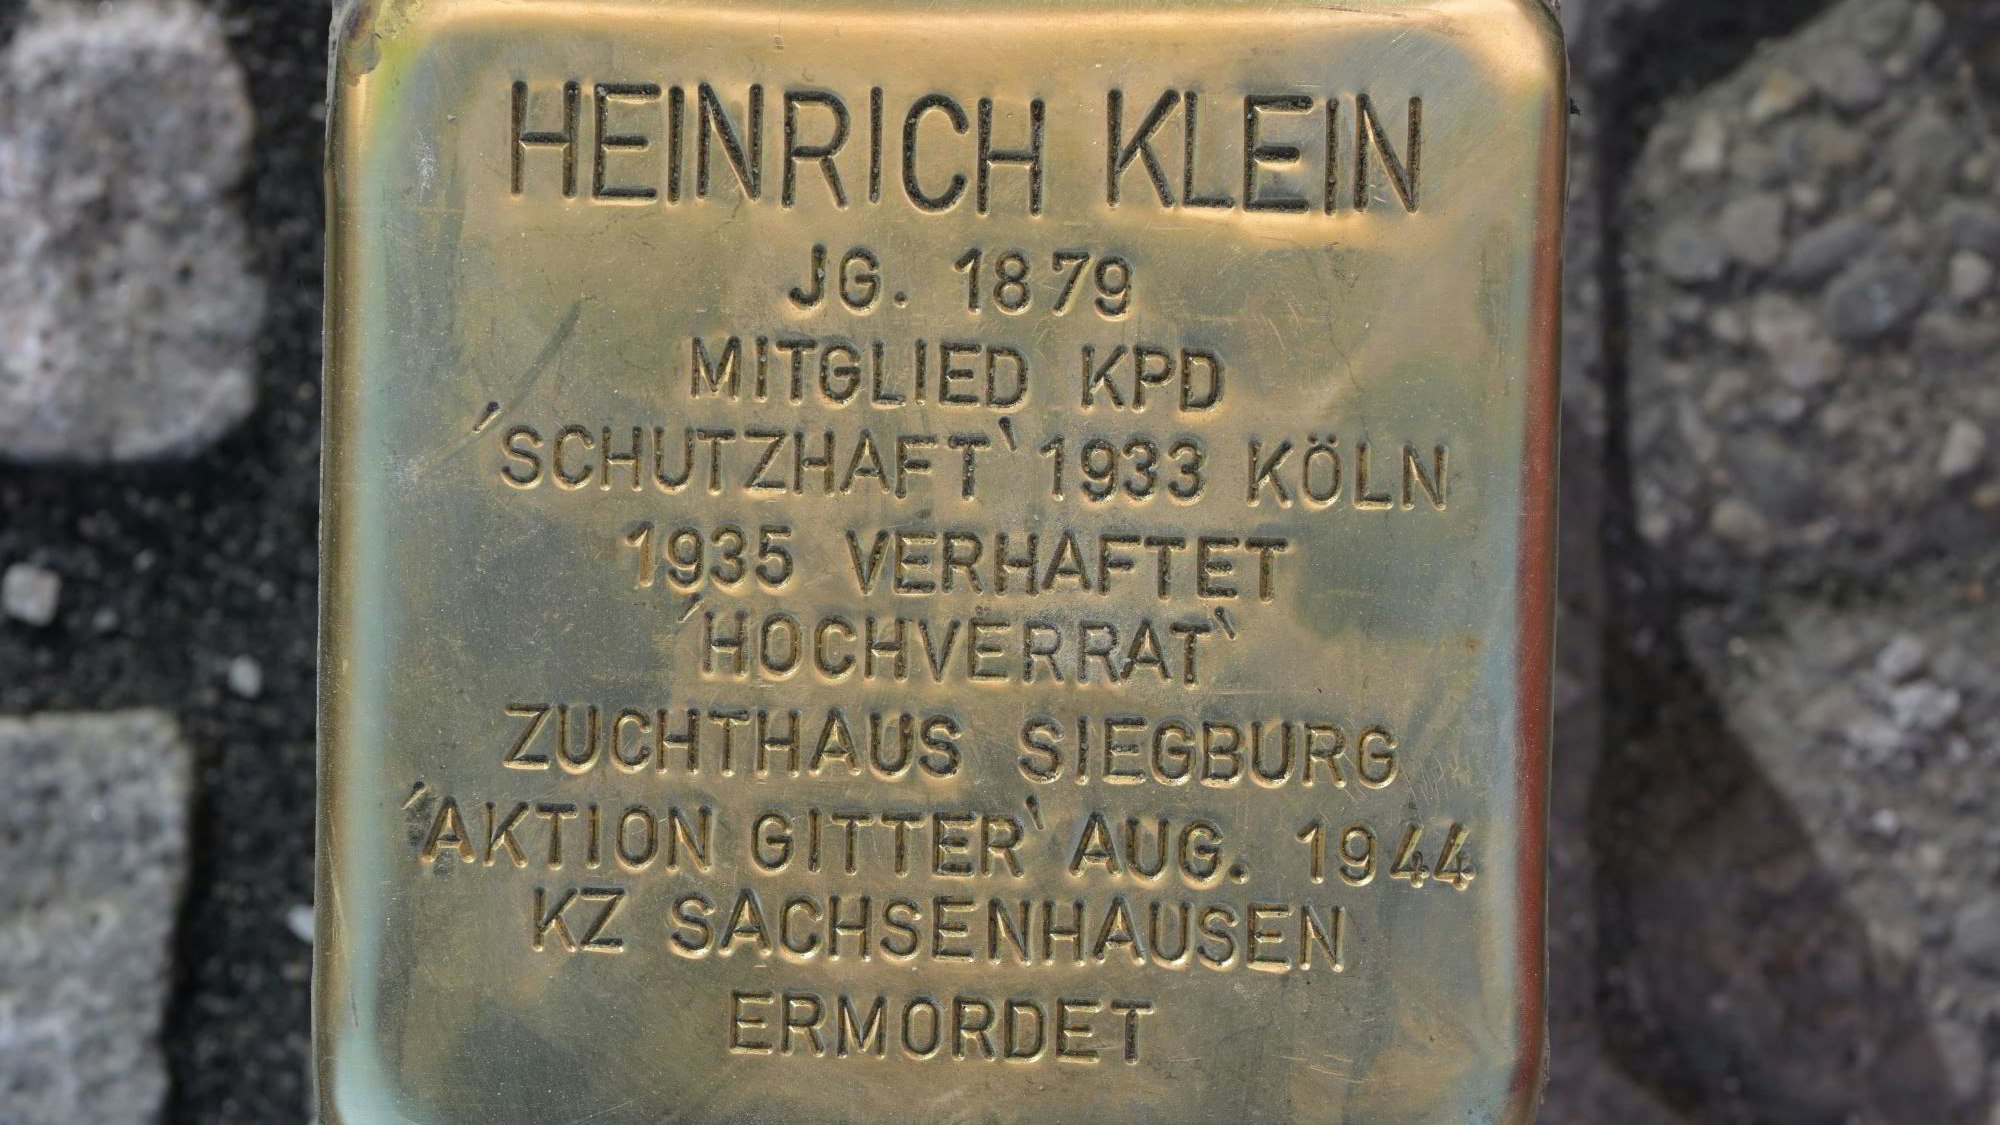 HEINRICH KLEIN
JG. 1879
MITGLIED KPD
'SCHUTZHAFT' 1933 KÖLN
1935 VERHAFTET
'HOCHVERRAT'
ZUCHTHAUS SIEGBURG
'AKTION GITTER' AUG. 1944
KZ SACHSENHAUSEN
ERMORDET